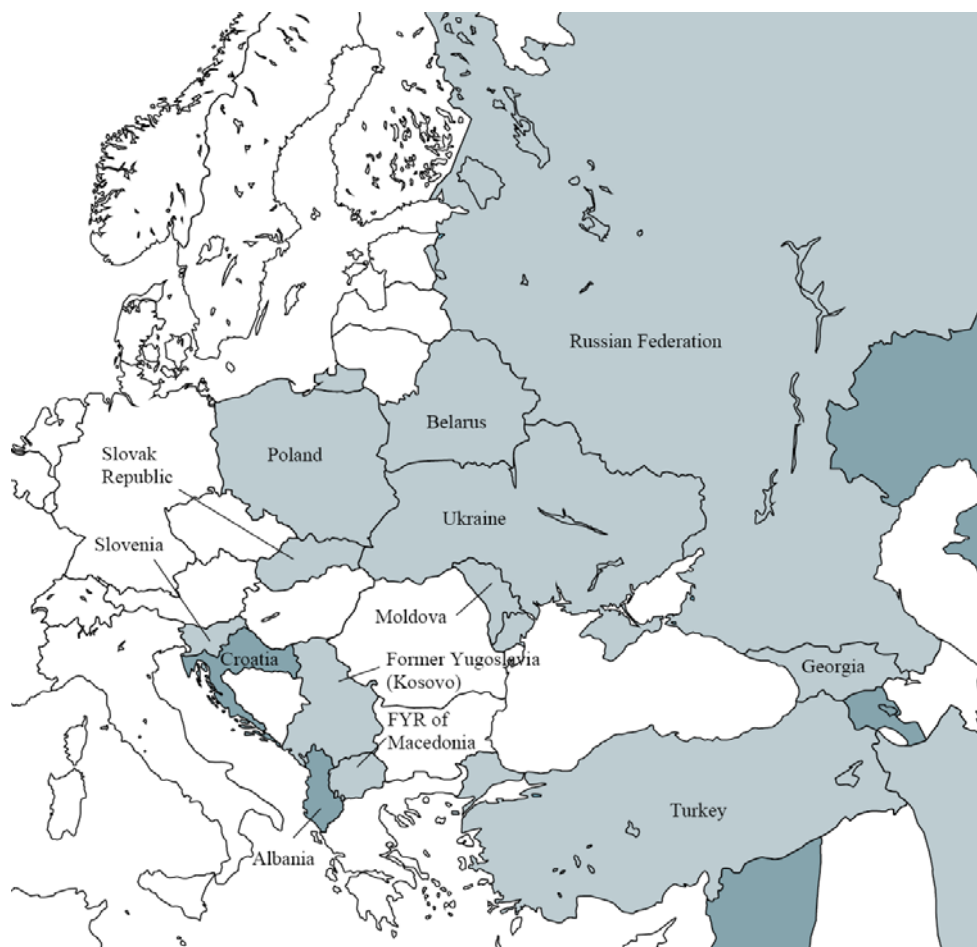 Russian Federation
Belarus
Slovak
Republic
Poland
Ukraine
Slovenia
Moldova
Croatia
Former Yugoslavia
(Kosovo)
Georgia
FYR of
Macedonia
Turkey
Albania